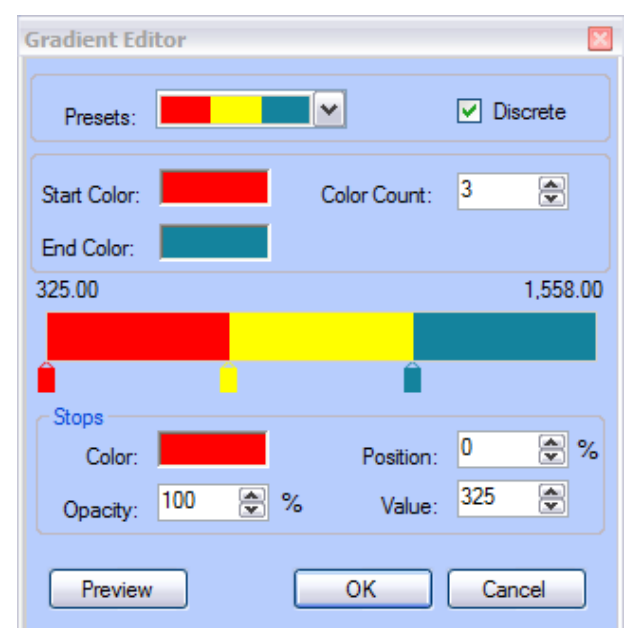 Gradient Editor
Presets:
Discrete
Start Color:
Color Count: 3
End Color:
325.00 1,558.00
Stops
Color:
Position: 0 %
Opacity: 100 %
Value: 325
Preview OK Cancel